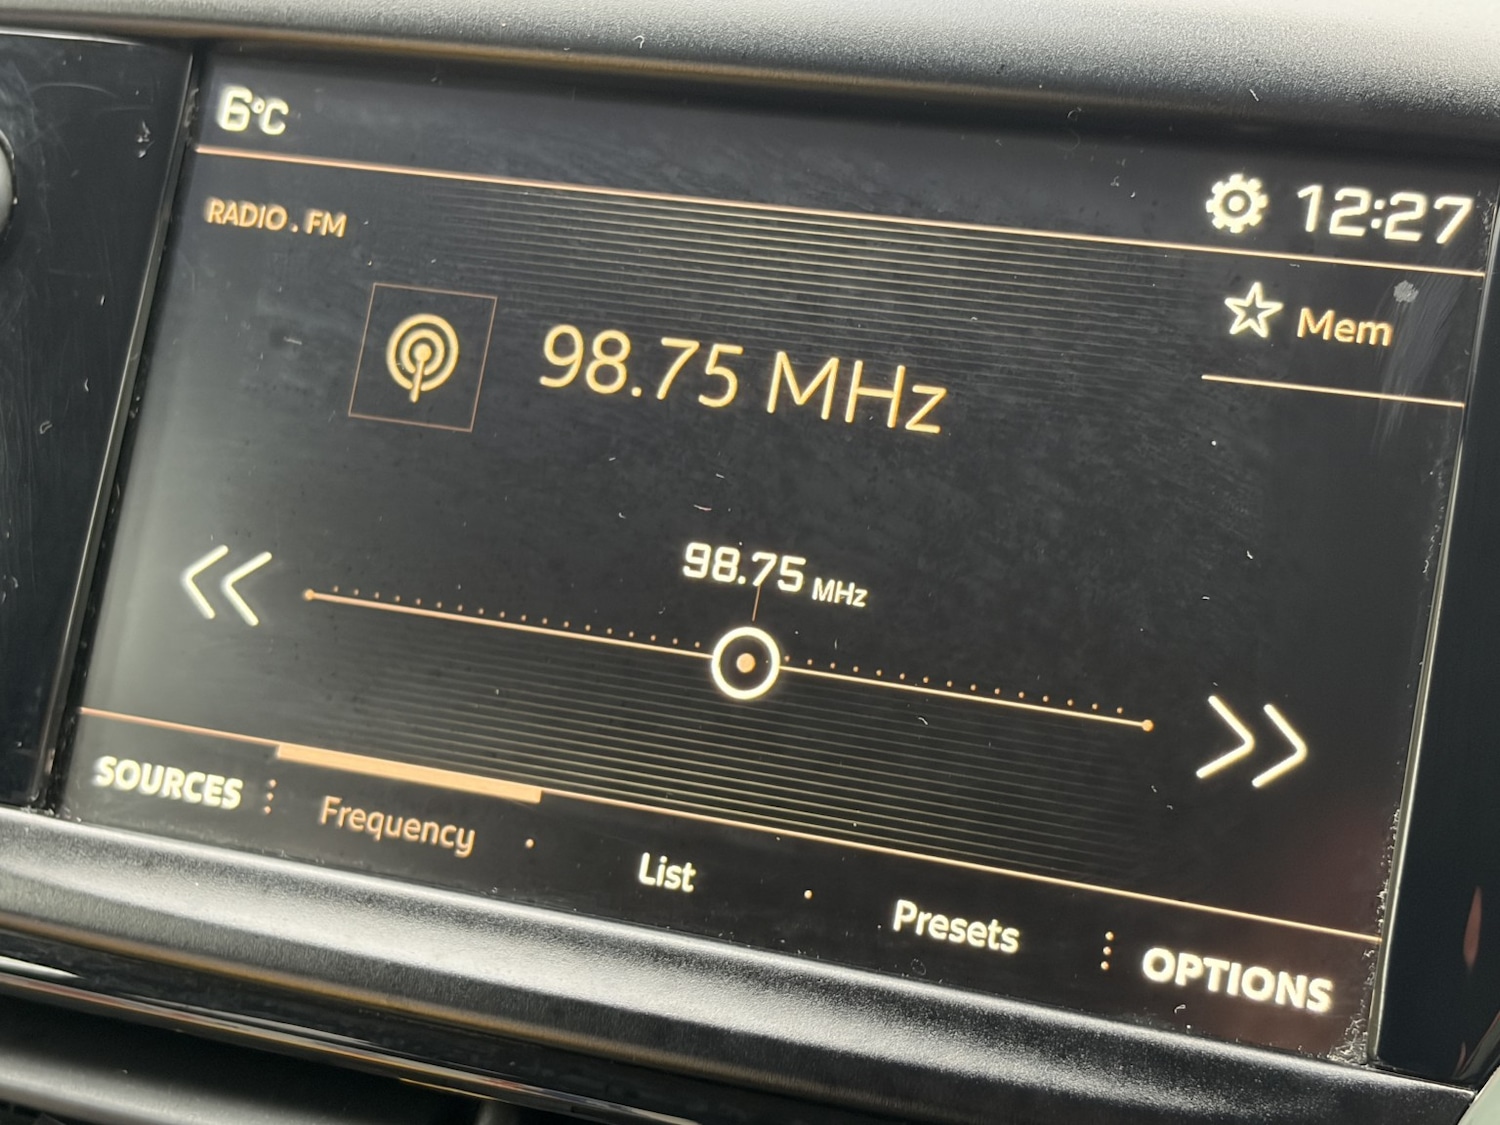 6°C
12:27
RADIO . FM
Mem
98.75 MHz
98.75 MHz
SOURCES
Frequency
List
Presets
OPTIONS